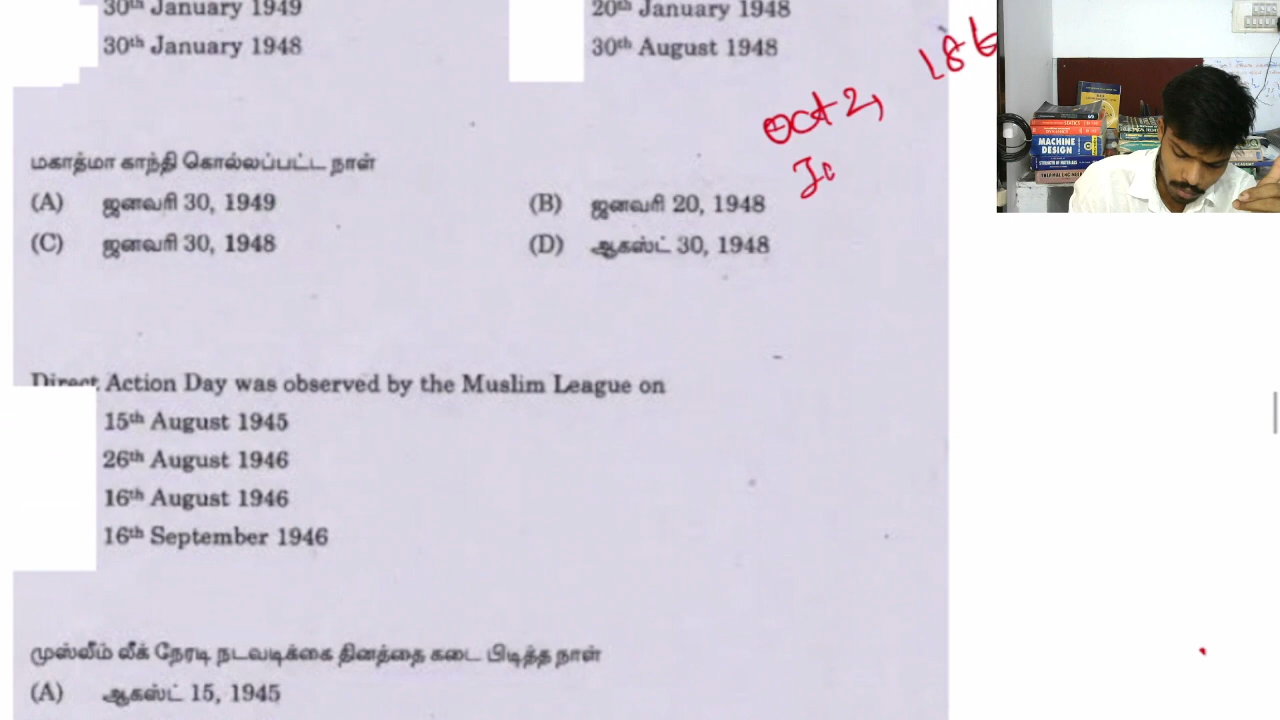 30th January 1949
20th January 1948
30th January 1948
30th August 1948
Oct 2, 186
மகாத்மா காந்தி கொல்லப்பட்ட நாள்
(A) ஜனவரி 30, 1949
(B) ஜனவரி 20, 1948
(C) ஜனவரி 30, 1948
(D) ஆகஸ்ட் 30, 1948
Direct Action Day was observed by the Muslim League on
15th August 1945
26th August 1946
16th August 1946
16th September 1946
முஸ்லீம் லீக் நேரடி நடவடிக்கை தினத்தை கடை பிடித்த நாள்
(A) ஆகஸ்ட் 15, 1945
MACHINE
DESIGN